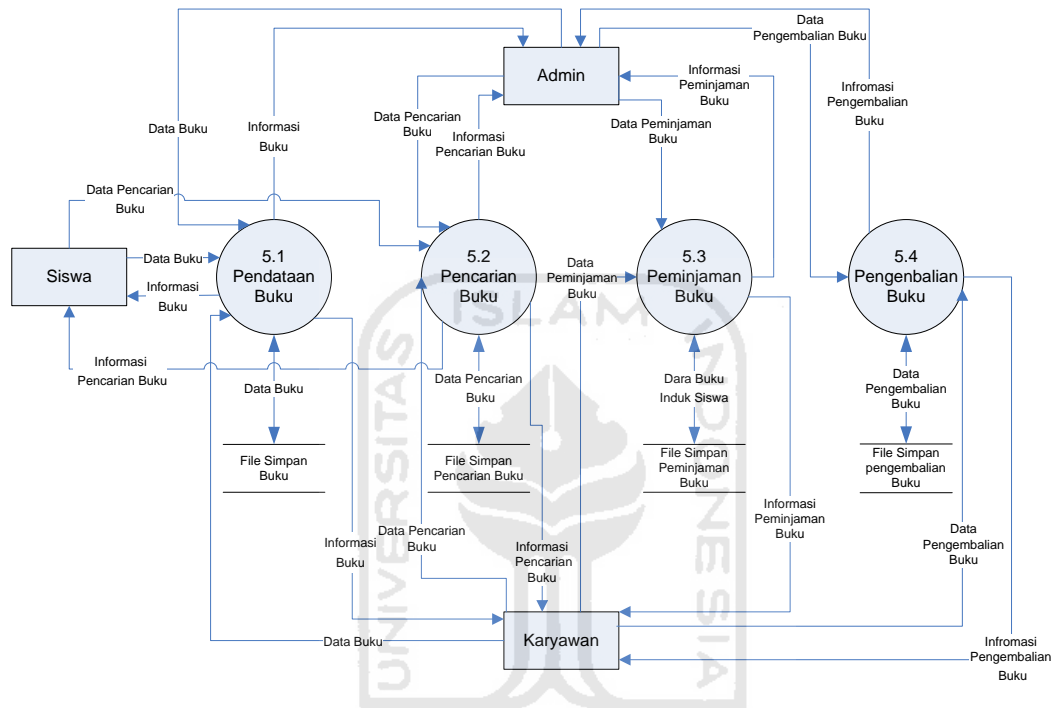 Data
Pengembalian Buku
Admin
Informasi
Peminjaman
Buku
Infromasi
Pengembalian
Buku
Data Buku
Informasi
Buku
Data Pencarian
Buku
Informasi
Pencarian Buku
Data Peminjaman
Buku
Data Pencarian
Buku
Siswa
Data Buku
Informasi
Buku
5.1
Pendataan
Buku
5.2
Pencarian
Buku
Data
Peminjaman
Buku
5.3
Peminjaman
Buku
5.4
Pengenbalian
Buku
Informasi
Pencarian Buku
Data Buku
Data Pencarian
Buku
Dara Buku
Induk Siswa
Data
Pengembalian
Buku
File Simpan
Buku
File Simpan
Pencarian Buku
File Simpan
Peminjaman
Buku
File Simpan
pengembalian
Buku
Informasi
Buku
Data Pencarian
Buku
Informasi
Pencarian
Buku
Informasi
Peminjaman
Buku
Data
Pengembalian
Buku
Data Buku
Karyawan
Infromasi
Pengembalian
Buku
UNIVERSITAS
ISLAM
INDONESIA